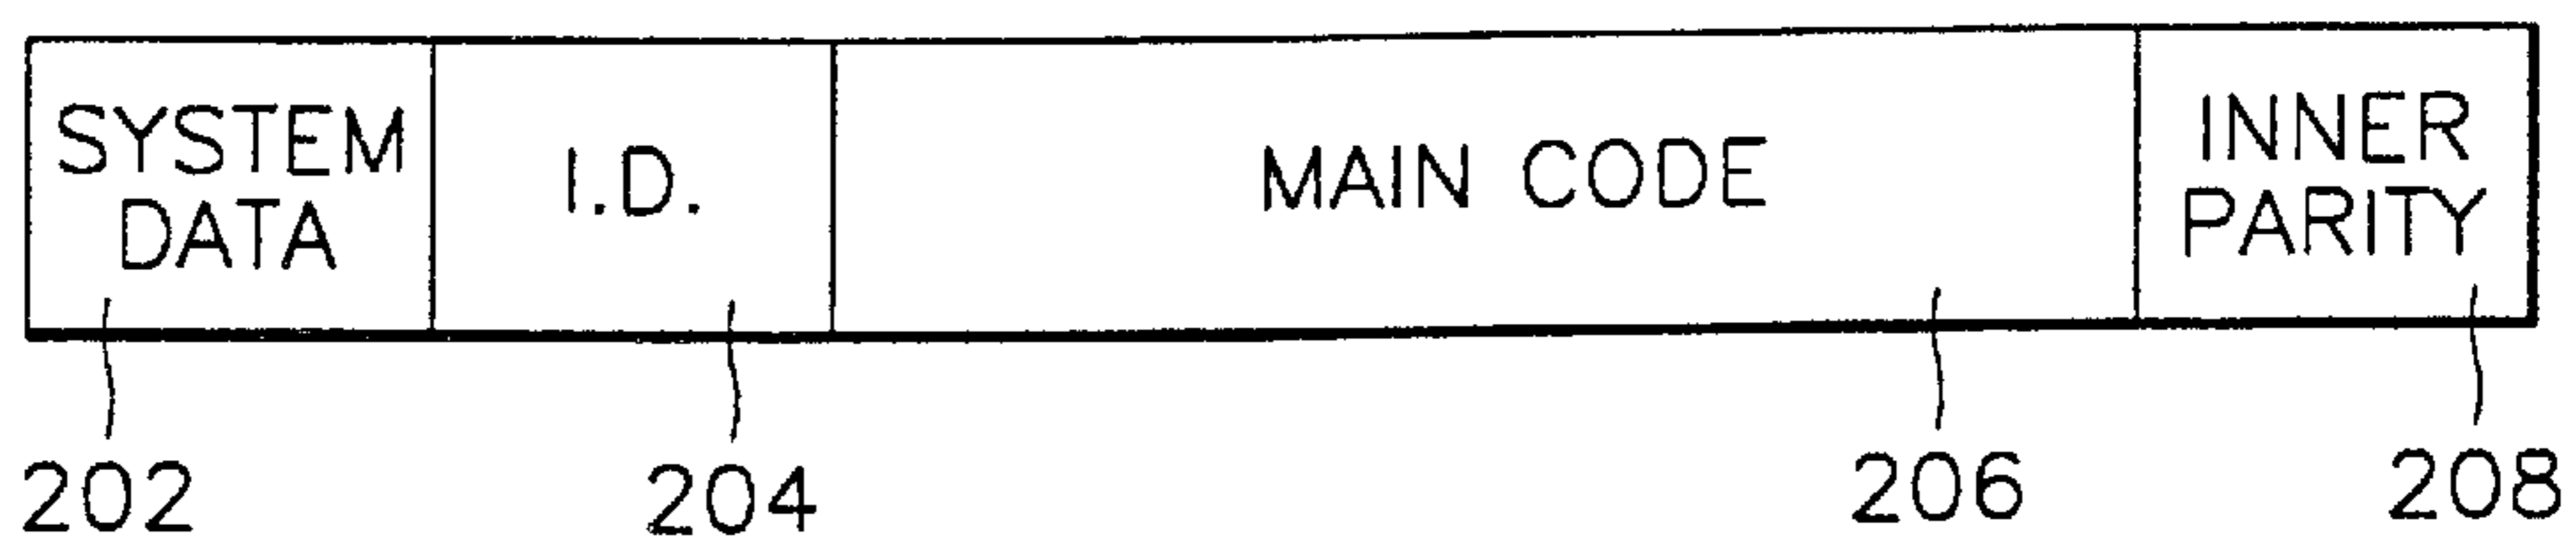 SYSTEM
DATA
I.D.
MAIN CODE
INNER
PARITY
202
204
206
208